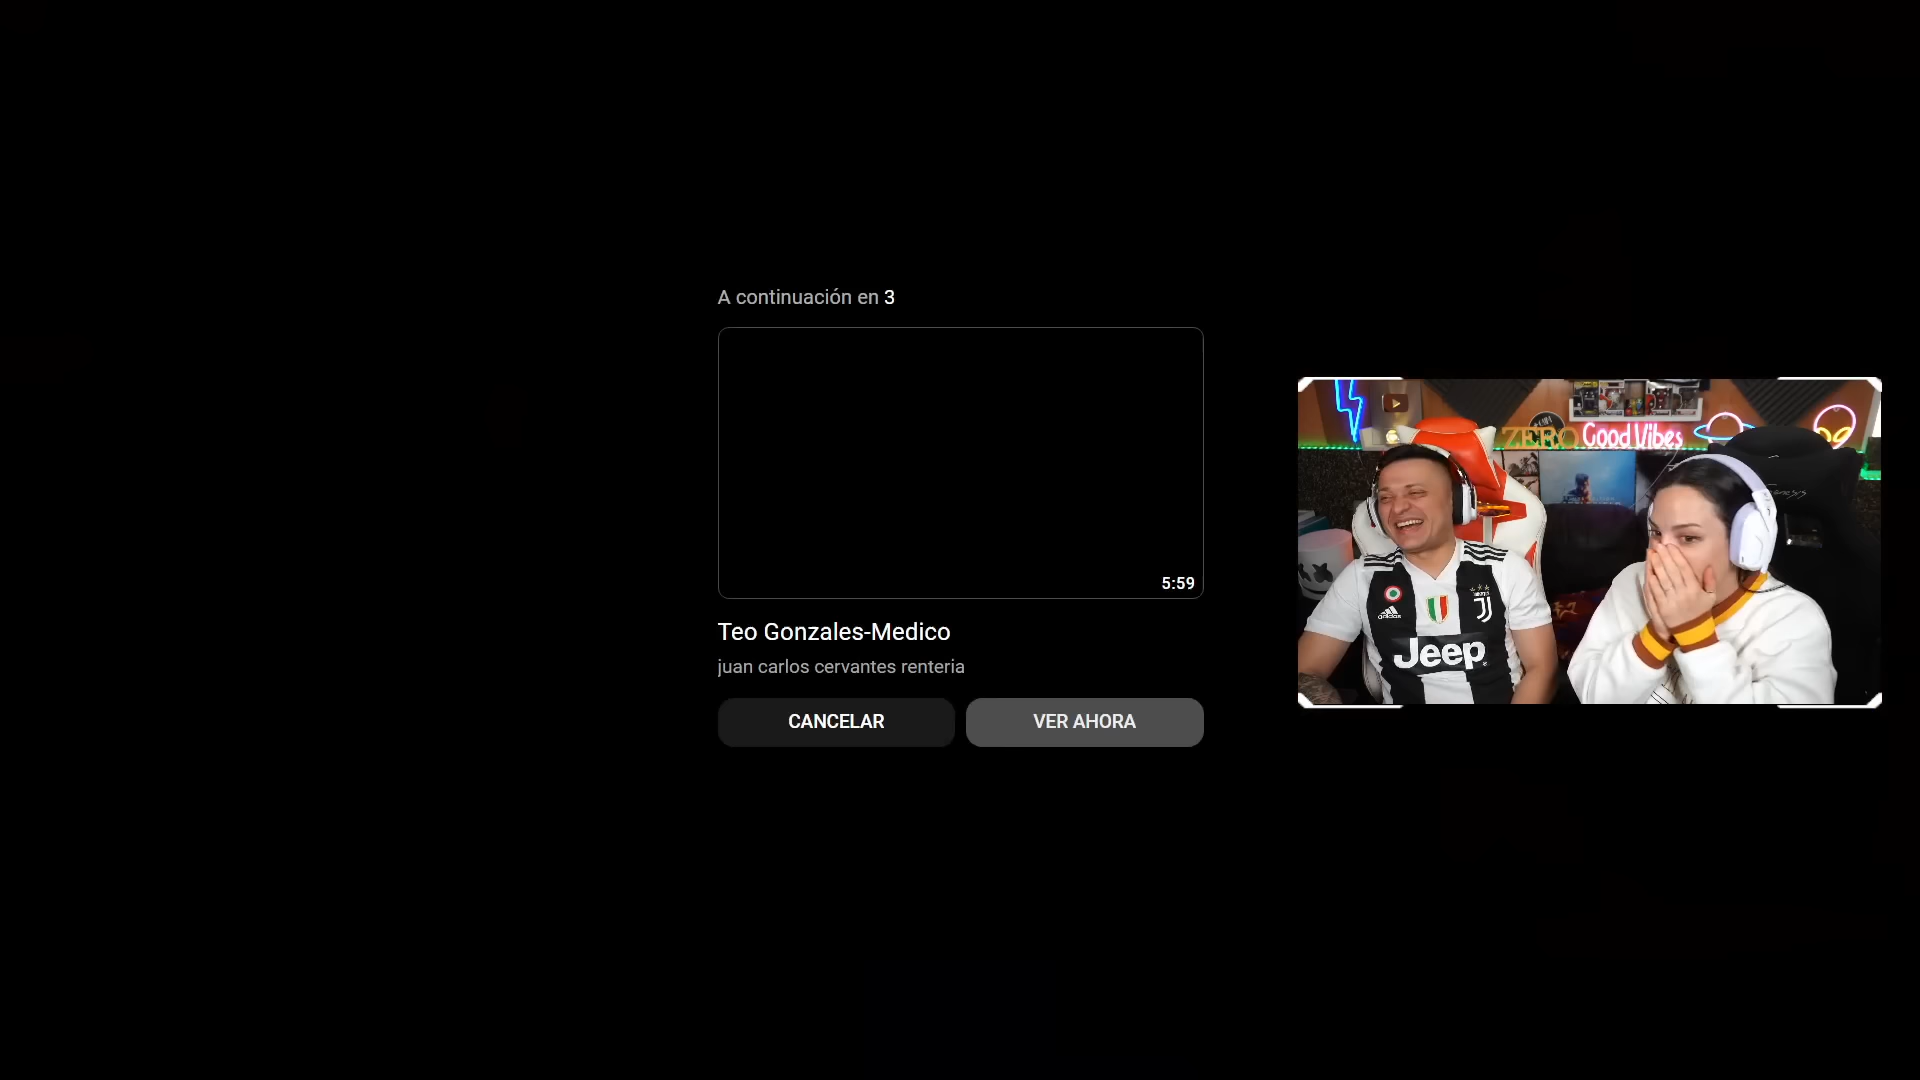 A continuación en 3
5:59
Teo Gonzales-Medico
juan carlos cervantes renteria
CANCELAR
VER AHORA
ZERO
Good Vibes
adidas
Jeep